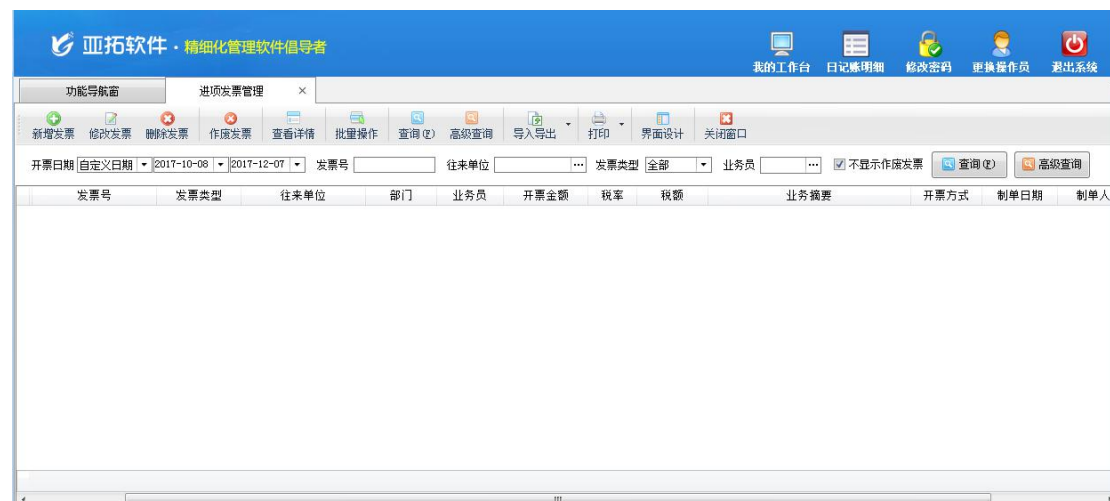 亚拓软件·精细化管理软件倡导者
我的工作台 日记账明细 修改密码 更换操作员 退出系统
功能导航窗 进项发票管理 ×
新增发票 修改发票 删除发票 作废发票 查看详情 批量操作 查询(F) 高级查询 导入导出 打印 界面设计 关闭窗口
开票日期 自定义日期 2017-10-08 2017-12-07 发票号 往来单位 ... 发票类型 全部 业务员 ... 不显示作废发票 查询(F) 高级查询
发票号 发票类型 往来单位 部门 业务员 开票金额 税率 税额 业务摘要 开票方式 制单日期 制单人